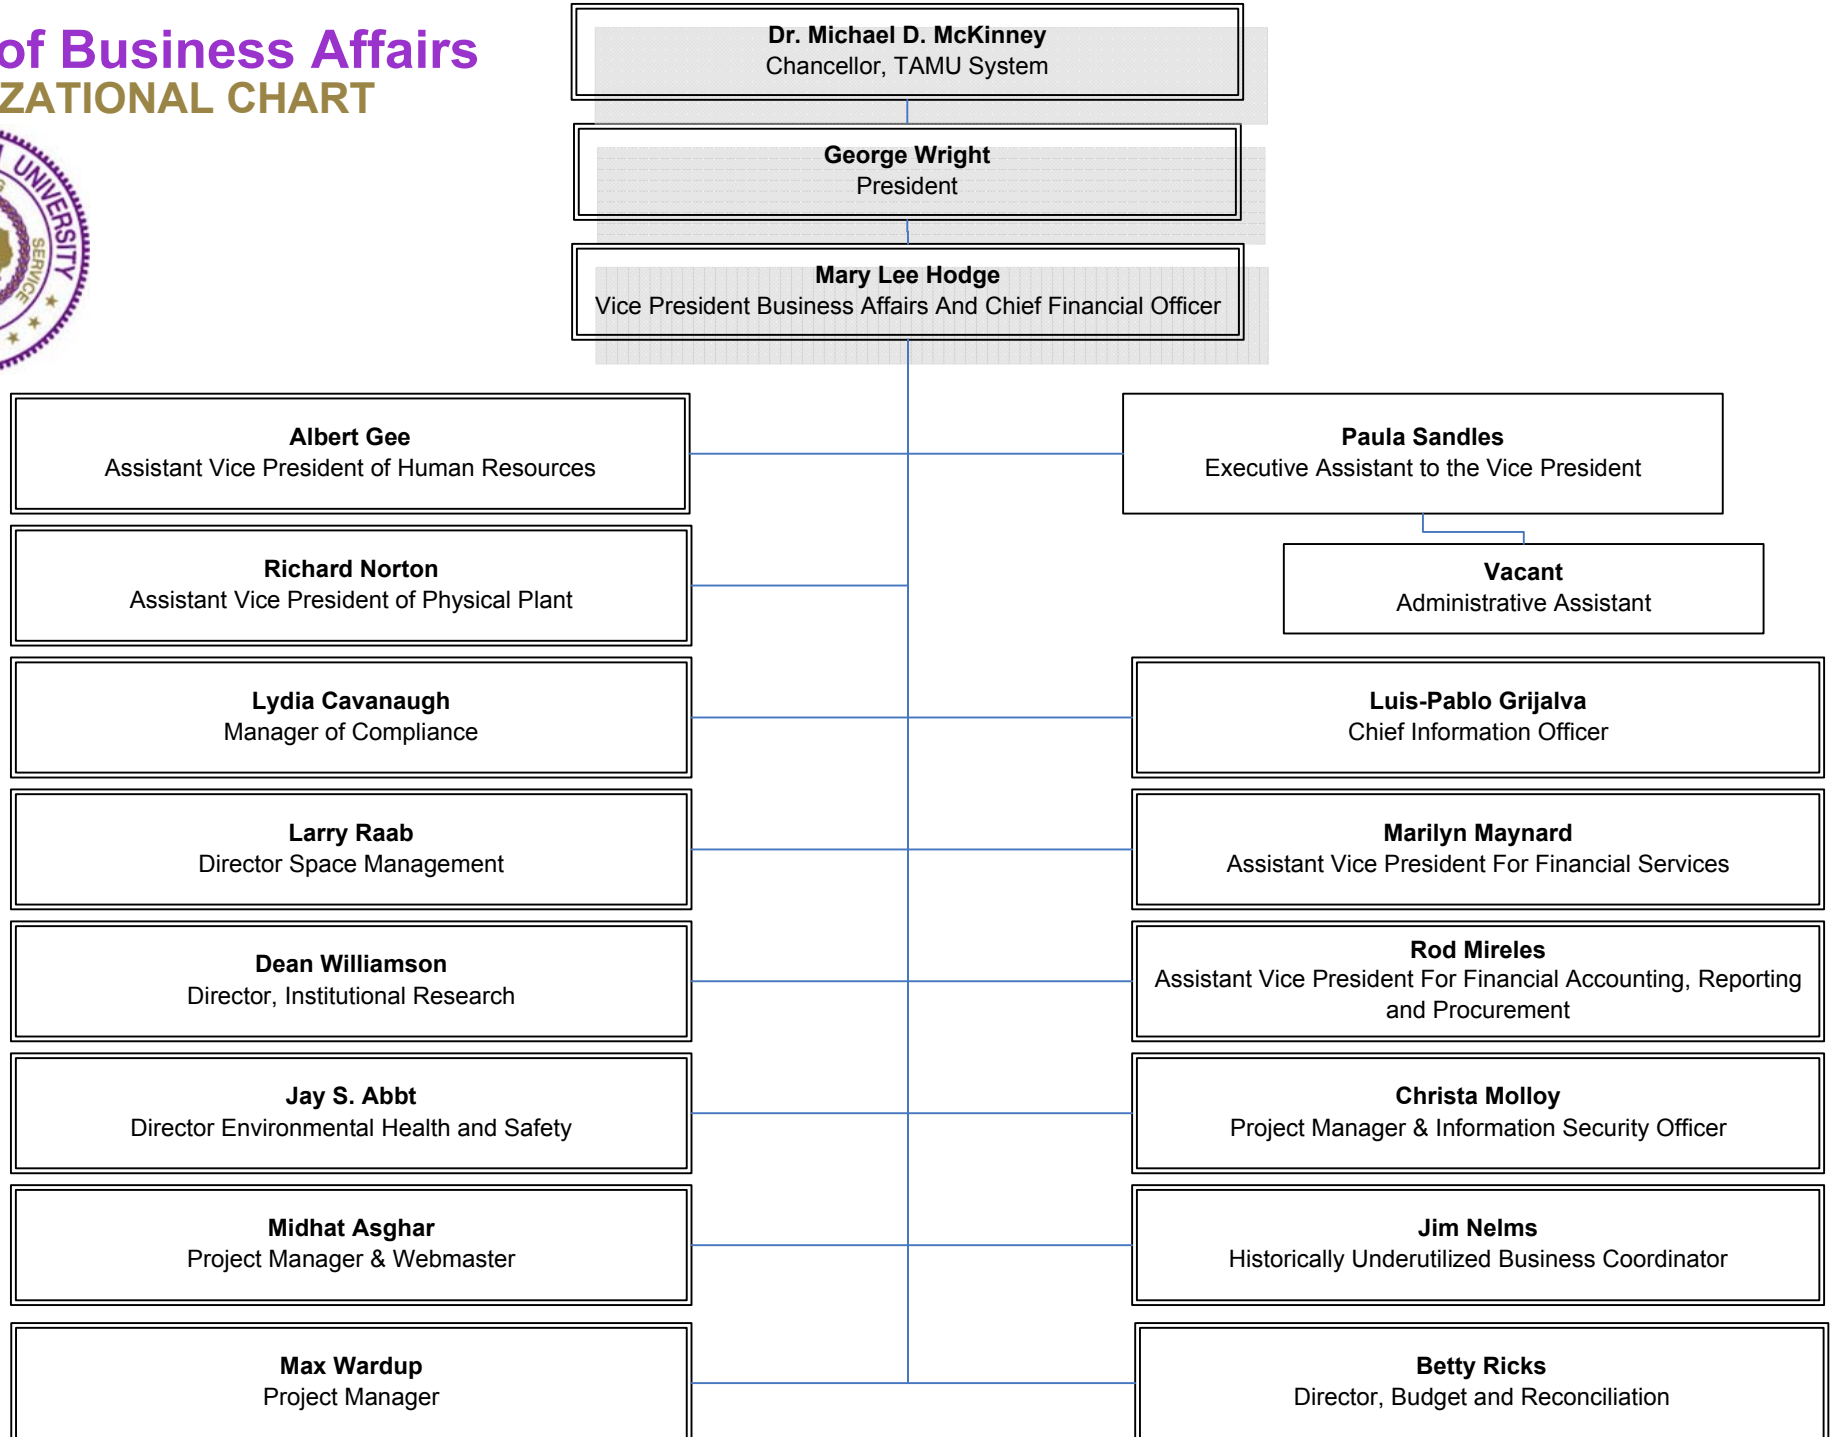 of Business Affairs
ZATIONAL CHART
UNIVERSITY
SERVICE
Dr. Michael D. McKinney
Chancellor, TAMU System
George Wright
President
Mary Lee Hodge
Vice President Business Affairs And Chief Financial Officer
Albert Gee
Assistant Vice President of Human Resources
Paula Sandles
Executive Assistant to the Vice President
Richard Norton
Assistant Vice President of Physical Plant
Vacant
Administrative Assistant
Lydia Cavanaugh
Manager of Compliance
Luis-Pablo Grijalva
Chief Information Officer
Larry Raab
Director Space Management
Marilyn Maynard
Assistant Vice President For Financial Services
Dean Williamson
Director, Institutional Research
Rod Mireles
Assistant Vice President For Financial Accounting, Reporting
and Procurement
Jay S. Abbt
Director Environmental Health and Safety
Christa Molloy
Project Manager & Information Security Officer
Midhat Asghar
Project Manager & Webmaster
Jim Nelms
Historically Underutilized Business Coordinator
Max Wardup
Project Manager
Betty Ricks
Director, Budget and Reconciliation